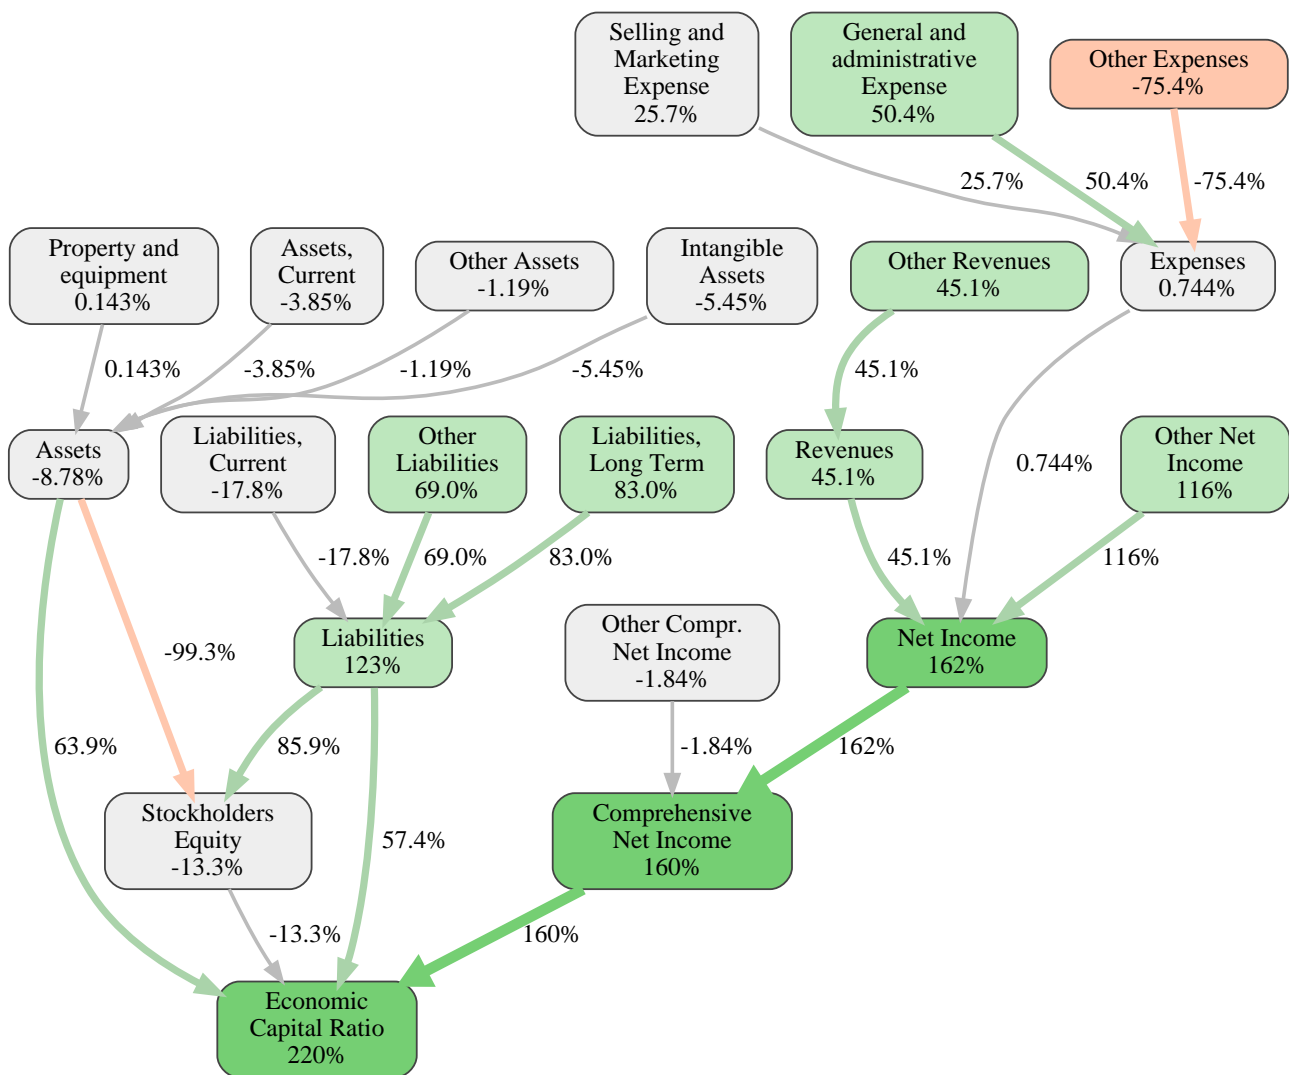 Selling and
Marketing
Expense
25.7%
General and
administrative
Expense
50.4%
Other Expenses
-75.4%
25.7%
50.4%
-75.4%
Property and
equipment
0.143%
Assets,
Current
-3.85%
Other Assets
-1.19%
Intangible
Assets
-5.45%
Other Revenues
45.1%
Expenses
0.744%
0.143%
-3.85%
-1.19%
-5.45%
45.1%
Assets
-8.78%
Liabilities,
Current
-17.8%
Other
Liabilities
69.0%
Liabilities,
Long Term
83.0%
Revenues
45.1%
0.744%
Other Net
Income
116%
-17.8%
69.0%
83.0%
45.1%
116%
-99.3%
Liabilities
123%
Other Compr.
Net Income
-1.84%
Net Income
162%
63.9%
85.9%
-1.84%
162%
Stockholders
Equity
-13.3%
57.4%
Comprehensive
Net Income
160%
-13.3%
160%
Economic
Capital Ratio
220%